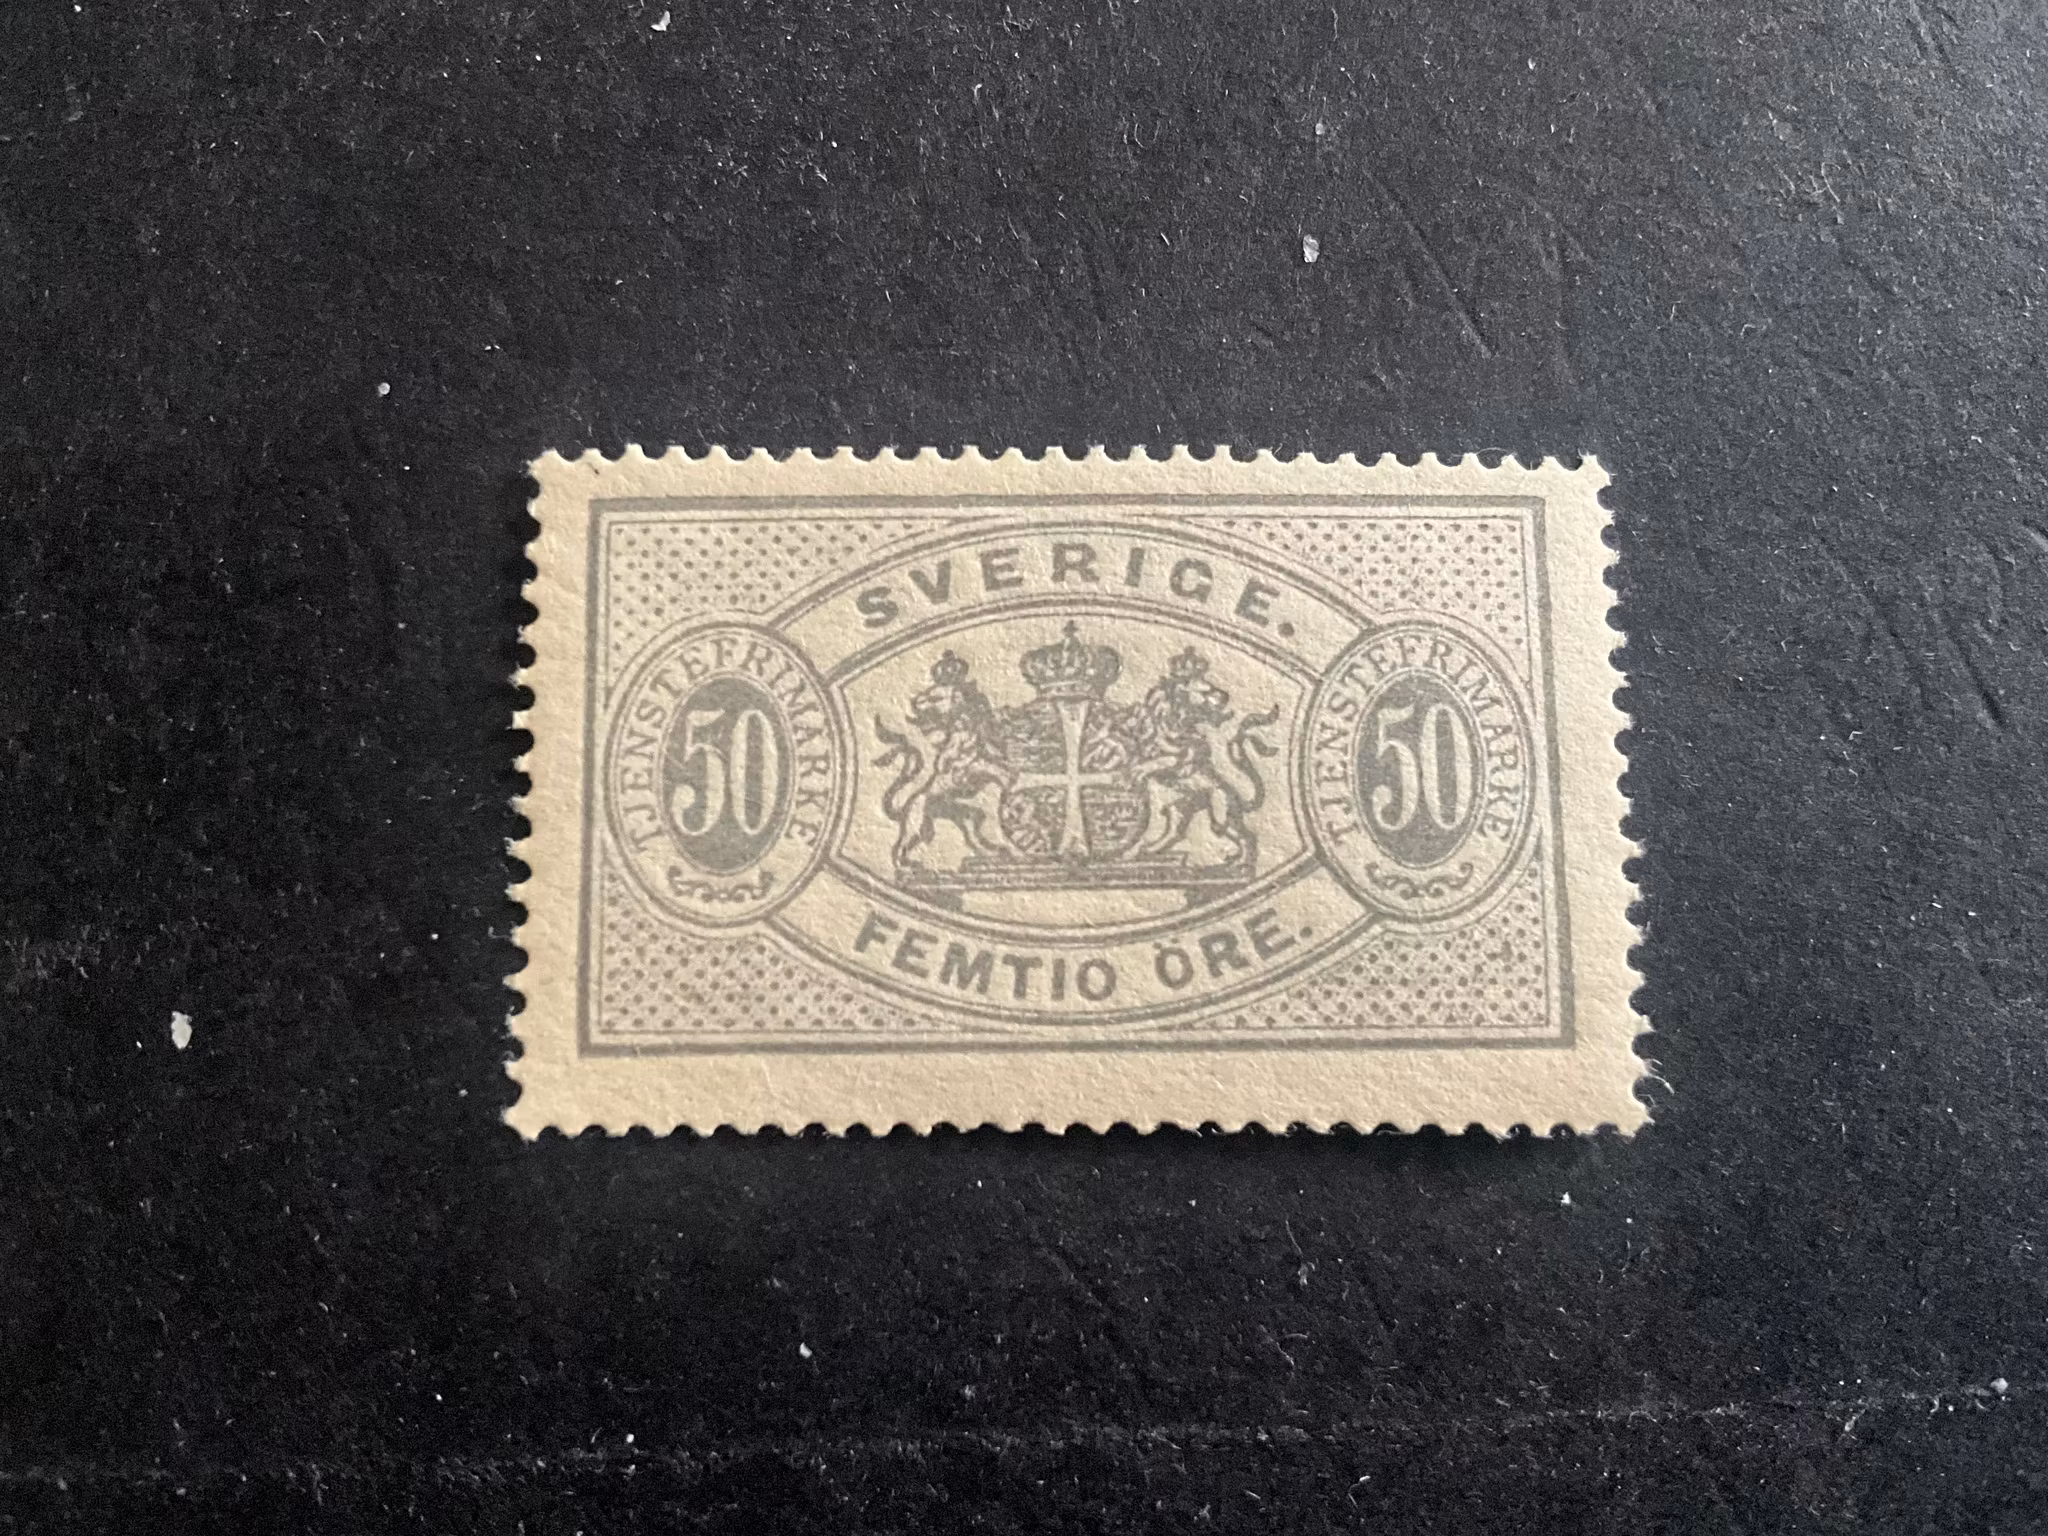 SVERIGE.
TJENSTEFRIMARKE
50
TJENSTEFRIMARKE
50
FEMTIO ÖRE.